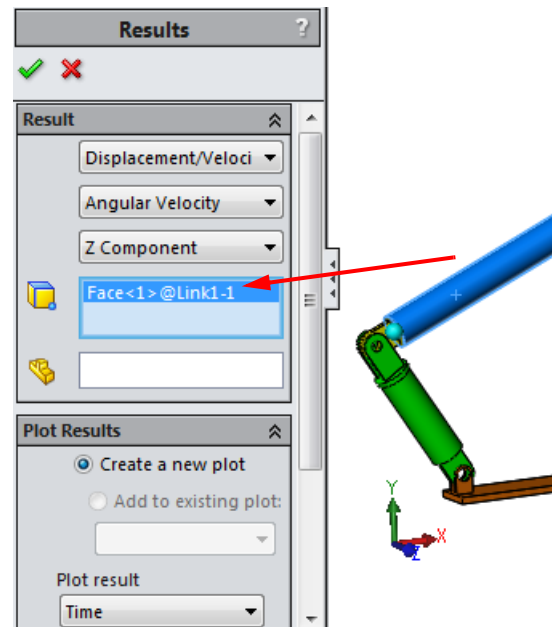 Results ?
Result
Displacement/Veloci
Angular Velocity
Z Component
Face<1>@Link1-1
Plot Results
Create a new plot
Add to existing plot:
Plot result
Time
Y
X
Z